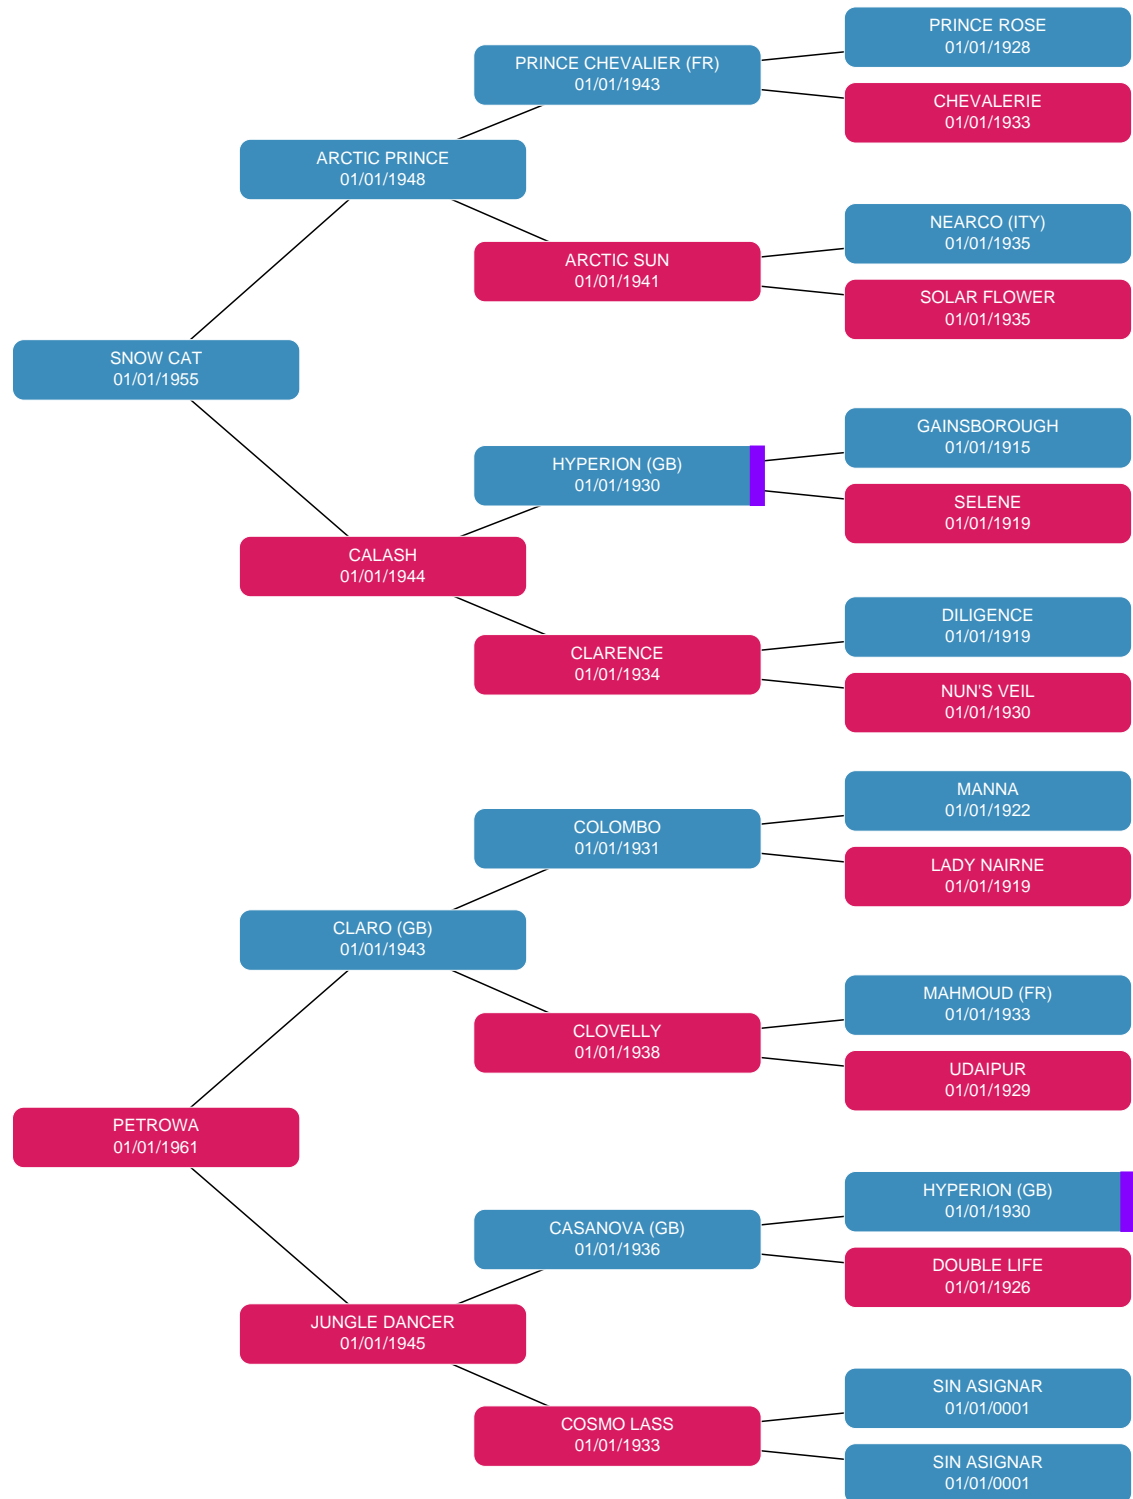 PRINCE ROSE
01/01/1928
PRINCE CHEVALIER (FR)
01/01/1943
CHEVALERIE
01/01/1933
ARCTIC PRINCE
01/01/1948
NEARCO (ITY)
01/01/1935
ARCTIC SUN
01/01/1941
SOLAR FLOWER
01/01/1935
SNOW CAT
01/01/1955
GAINSBOROUGH
01/01/1915
HYPERION (GB)
01/01/1930
SELENE
01/01/1919
CALASH
01/01/1944
DILIGENCE
01/01/1919
CLARENCE
01/01/1934
NUN'S VEIL
01/01/1930
MANNA
01/01/1922
COLOMBO
01/01/1931
LADY NAIRNE
01/01/1919
CLARO (GB)
01/01/1943
MAHMOUD (FR)
01/01/1933
CLOVELLY
01/01/1938
UDAIPUR
01/01/1929
PETROWA
01/01/1961
HYPERION (GB)
01/01/1930
CASANOVA (GB)
01/01/1936
DOUBLE LIFE
01/01/1926
JUNGLE DANCER
01/01/1945
SIN ASIGNAR
01/01/0001
COSMO LASS
01/01/1933
SIN ASIGNAR
01/01/0001